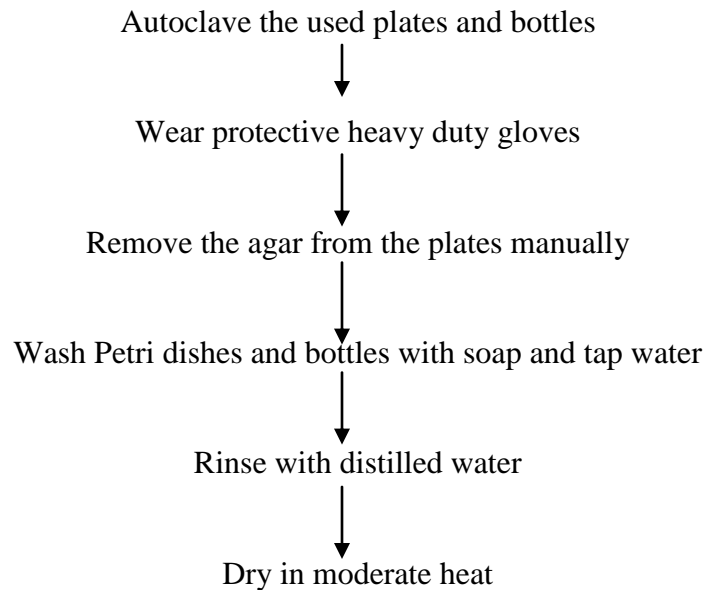 Autoclave the used plates and bottles
Wear protective heavy duty gloves
Remove the agar from the plates manually
Wash Petri dishes and bottles with soap and tap water
Rinse with distilled water
Dry in moderate heat